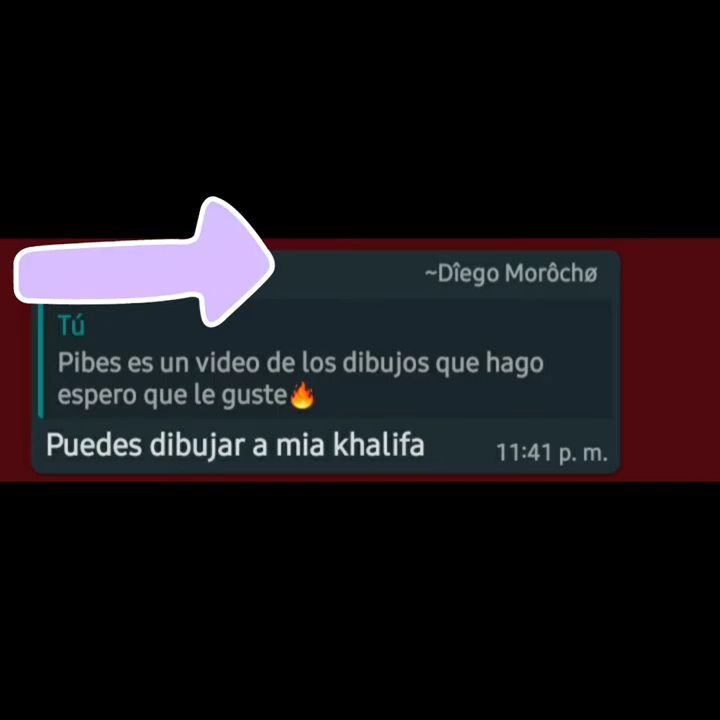 ~Dîego Morôchø
Tú
Pibes es un video de los dibujos que hago
espero que le guste🔥
Puedes dibujar a mia khalifa
11:41 p. m.